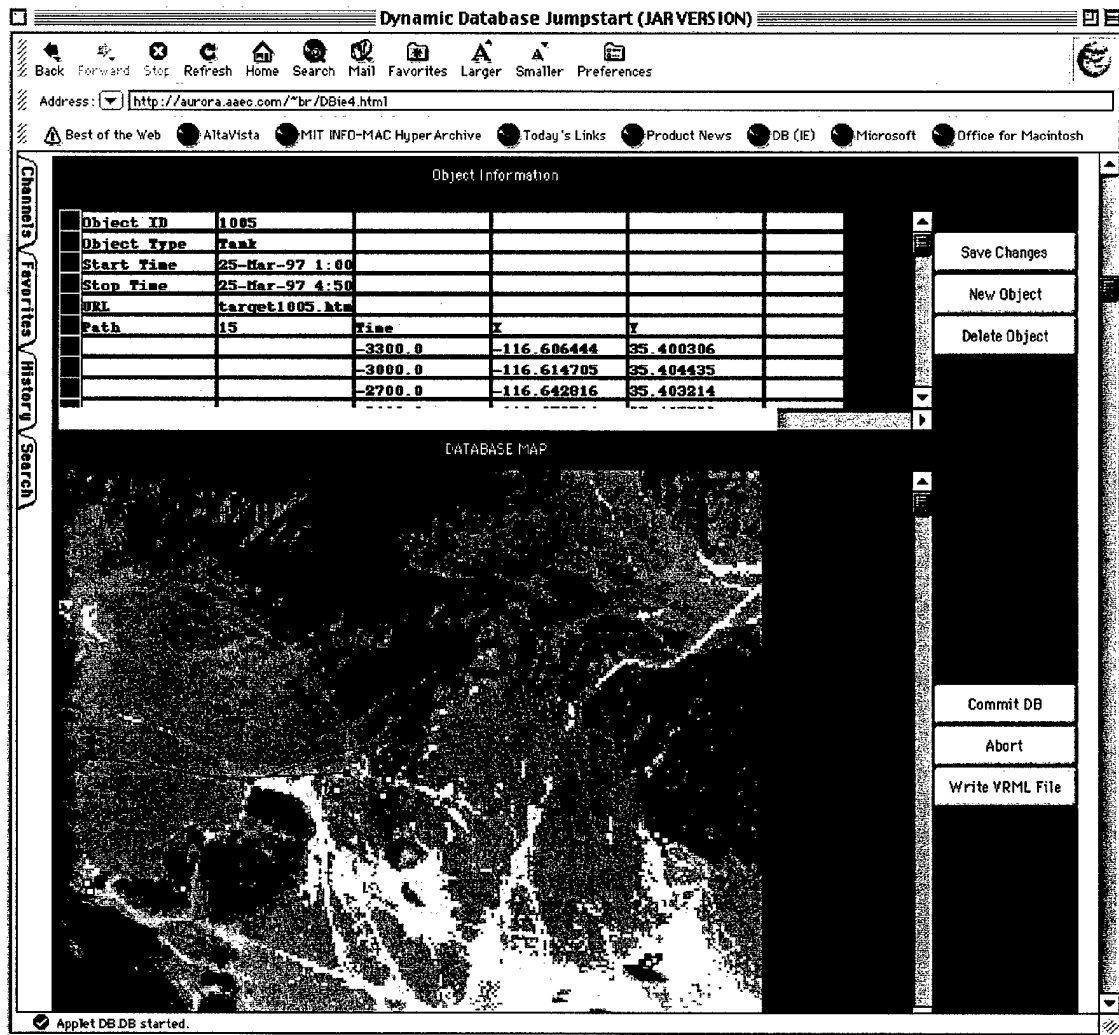 Dynamic Database Jumpstart (JAR VERSION)
Back Forward Stop Refresh Home Search Mail Favorites Larger Smaller Preferences
Address: http://aurora.aaec.com/~br/DBie4.html
Best of the Web AltaVista MIT INFO-MAC HyperArchive Today's Links Product News DB (IE) Microsoft Office for Macintosh
Channels
Favorites
History
Search
Object Information
Object ID 1005
Object Type Tank
Start Time 25-Mar-97 1:00
Stop Time 25-Mar-97 4:50
URL target1005.htm
Path 15 Time X Y
-3300.0 -116.606444 35.400306
-3000.0 -116.614705 35.404435
-2700.0 -116.642816 35.403214
Save Changes
New Object
Delete Object
DATABASE MAP
Commit DB
Abort
Write VRML File
Applet DB.DB started.